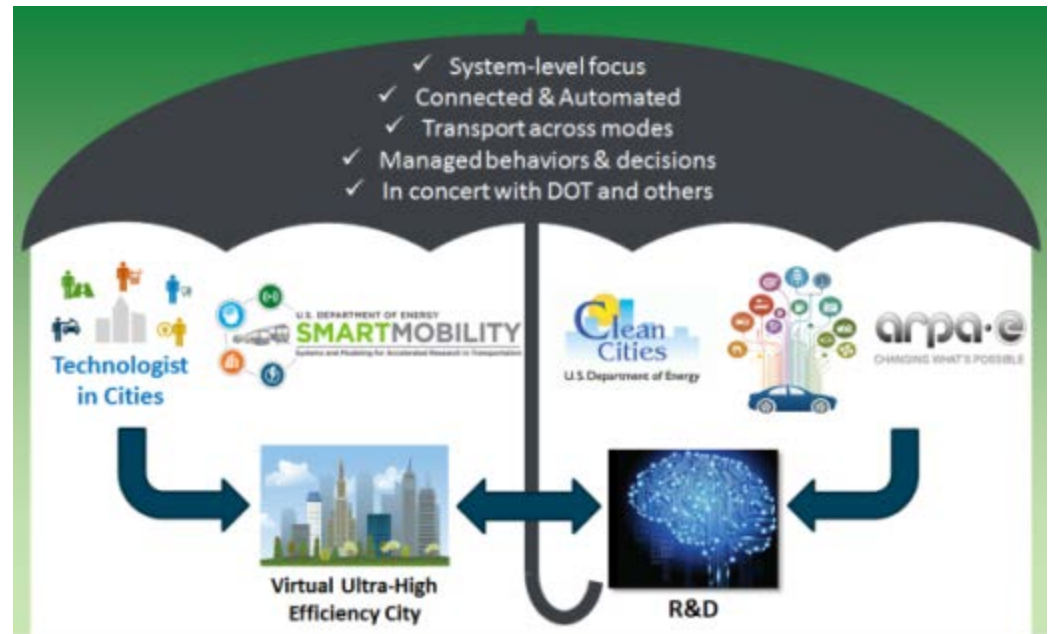 ✓ System-level focus
✓ Connected & Automated
✓ Transport across modes
✓ Managed behaviors & decisions
✓ In concert with DOT and others
Technologist
in Cities
U.S. DEPARTMENT OF ENERGY
SMARTMOBILITY
Systems and Modeling for Accelerated Research in Transportation
Clean
Cities
U.S. Department of Energy
arpa·e
CHANGING WHAT'S POSSIBLE
Virtual Ultra-High
Efficiency City
R&D